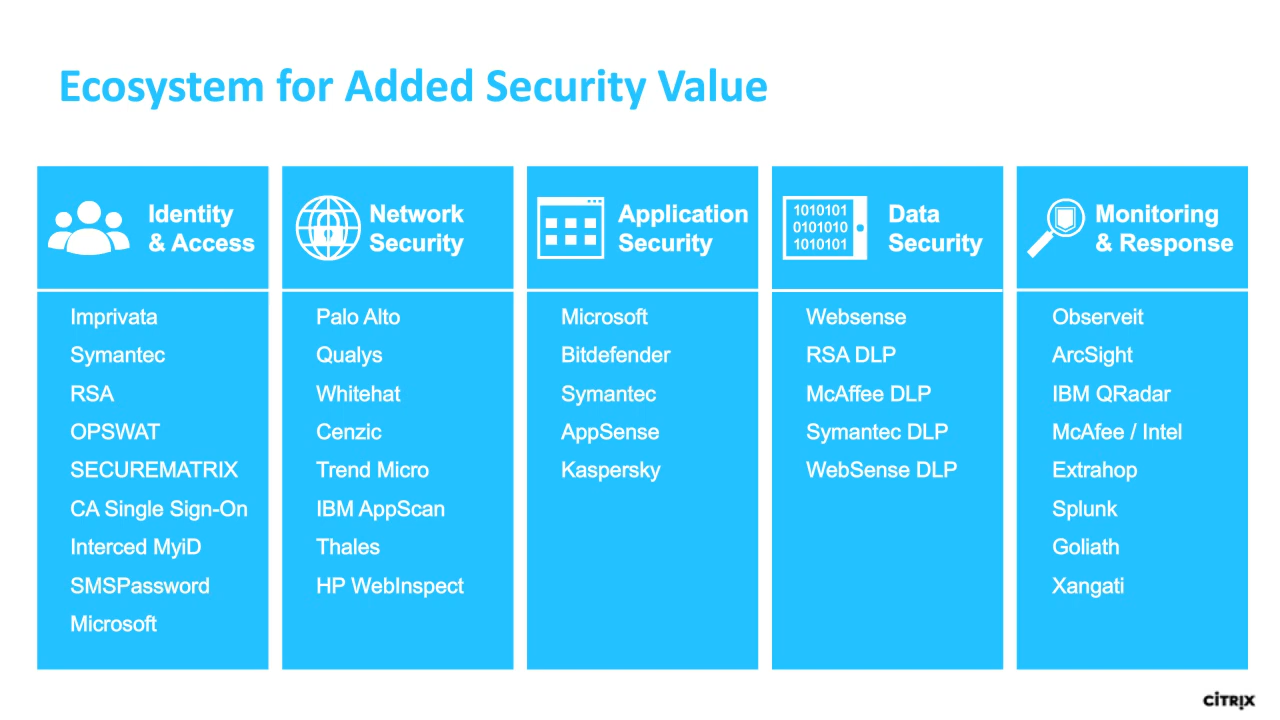 Ecosystem for Added Security Value
Identity
& Access
Imprivata
Symantec
RSA
OPSWAT
SECUREMATRIX
CA Single Sign-On
Interced MyiD
SMSPassword
Microsoft
Network
Security
Palo Alto
Qualys
Whitehat
Cenzic
Trend Micro
IBM AppScan
Thales
HP WebInspect
Application
Security
Microsoft
Bitdefender
Symantec
AppSense
Kaspersky
1010101
0101010
1010101
Data
Security
Websense
RSA DLP
McAffee DLP
Symantec DLP
WebSense DLP
Monitoring
& Response
Observeit
ArcSight
IBM QRadar
McAfee / Intel
Extrahop
Splunk
Goliath
Xangati
CITRIX